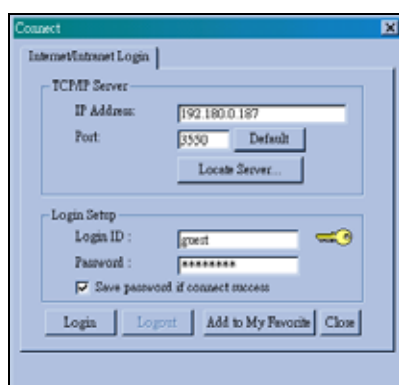 Connect
Internet/Intranet Login
TCP/IP Server
IP Address: 192.180.0.187
Port: 3550 Default
Locate Server...
Login Setup
Login ID : guest
Password : ********
Save password if connect success
Login Logout Add to My Favorite Close